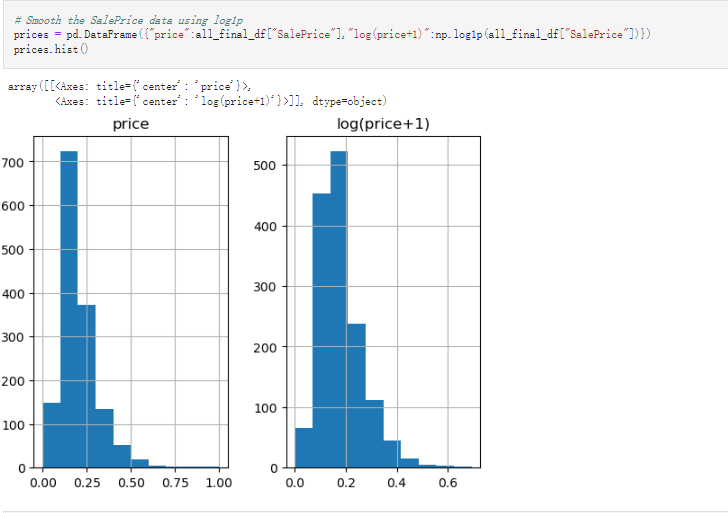 # Smooth the SalePrice data using log1p
prices = pd.DataFrame({"price":all_final_df["SalePrice"],"log(price+1)":np.log1p(all_final_df["SalePrice"])})
prices.hist()
array([[<Axes: title={'center': 'price'}>,
<Axes: title={'center': 'log(price+1)'}>]], dtype=object)
price log(price+1)
700
600
500
400
300
200
100
0
0.00 0.25 0.50 0.75 1.00
500
400
300
200
100
0
0.0 0.2 0.4 0.6